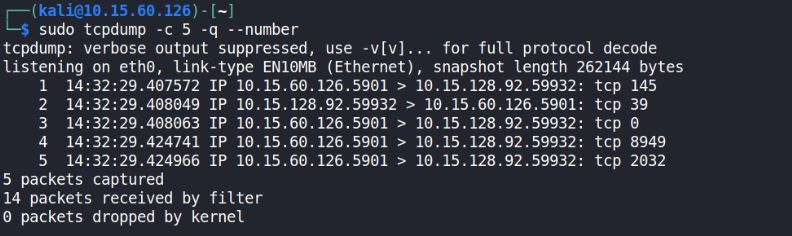 ┌──(kali@10.15.60.126)-[~]
└─$ sudo tcpdump -c 5 -q --number
tcpdump: verbose output suppressed, use -v[v]... for full protocol decode
listening on eth0, link-type EN10MB (Ethernet), snapshot length 262144 bytes
    1  14:32:29.407572 IP 10.15.60.126.5901 > 10.15.128.92.59932: tcp 145
    2  14:32:29.408049 IP 10.15.128.92.59932 > 10.15.60.126.5901: tcp 39
    3  14:32:29.408063 IP 10.15.60.126.5901 > 10.15.128.92.59932: tcp 0
    4  14:32:29.424741 IP 10.15.60.126.5901 > 10.15.128.92.59932: tcp 8949
    5  14:32:29.424966 IP 10.15.60.126.5901 > 10.15.128.92.59932: tcp 2032
5 packets captured
14 packets received by filter
0 packets dropped by kernel